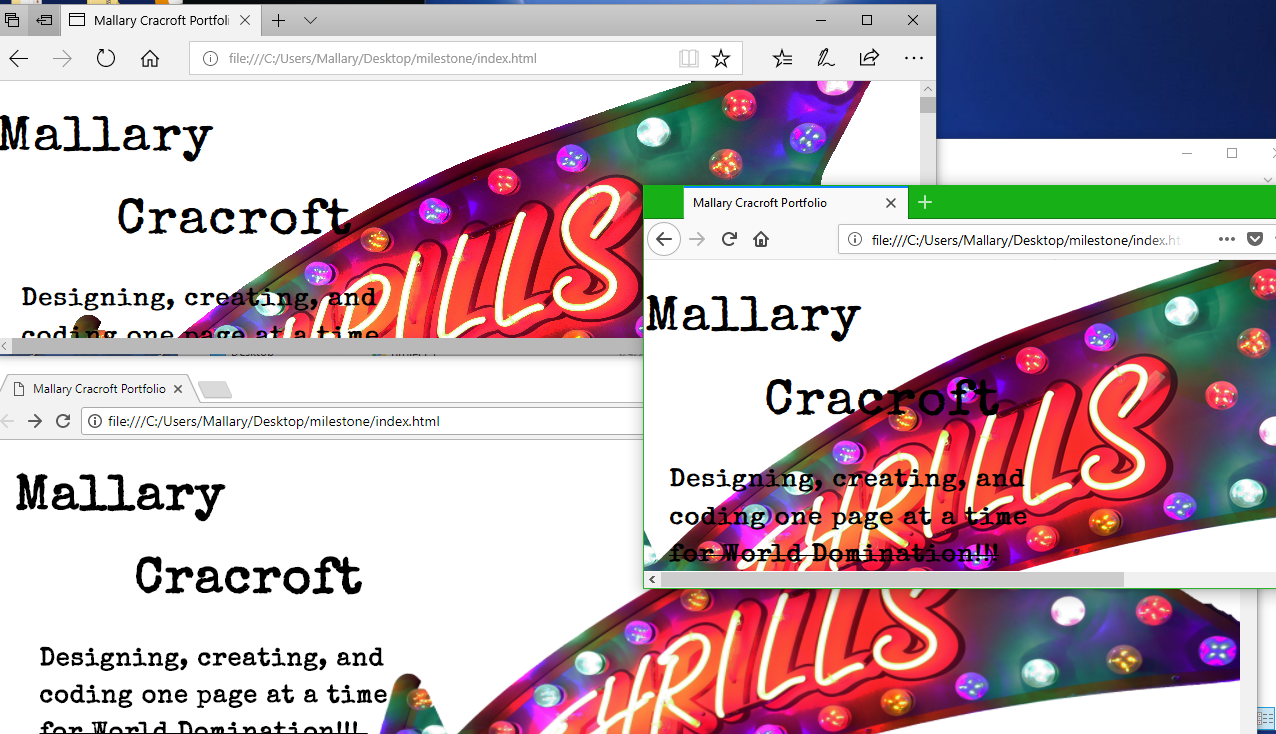 Mallary Cracroft Portfoli
file:///C:/Users/Mallary/Desktop/milestone/index.html
Mallary
Cracroft
Designing, creating, and
coding one page at a time
THRILLS
Mallary Cracroft Portfolio
file:///C:/Users/Mallary/Desktop/milestone/index.ht
Mallary
Cracroft
Designing, creating, and
coding one page at a time
for World Domination!!!
THRILLS
Desktop
Mallary Cracroft Portfolio
file:///C:/Users/Mallary/Desktop/milestone/index.html
Mallary
Cracroft
Designing, creating, and
coding one page at a time
for World Domination!!!
THRILLS